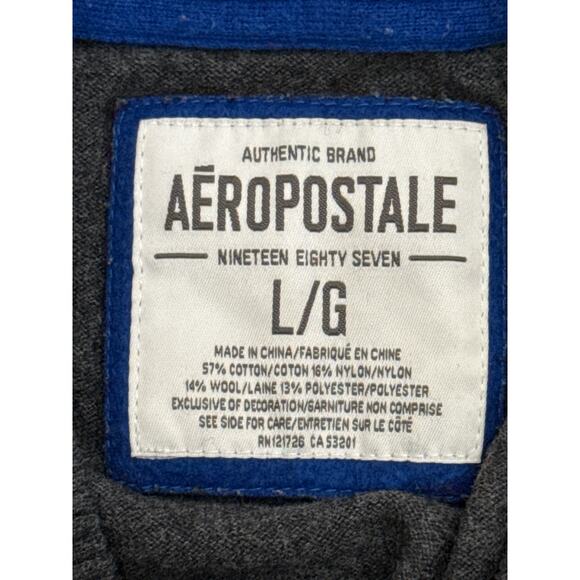 AUTHENTIC BRAND
AÉROPOSTALE
NINETEEN EIGHTY SEVEN
L/G
MADE IN CHINA/FABRIQUÉ EN CHINE
57% COTTON/COTON 16% NYLON/NYLON
14% WOOL/LAINE 13% POLYESTER/POLYESTER
EXCLUSIVE OF DECORATION/GARNITURE NON COMPRISE
SEE SIDE FOR CARE/ENTRETIEN SUR LE CÔTÉ
RN121726 CA53201